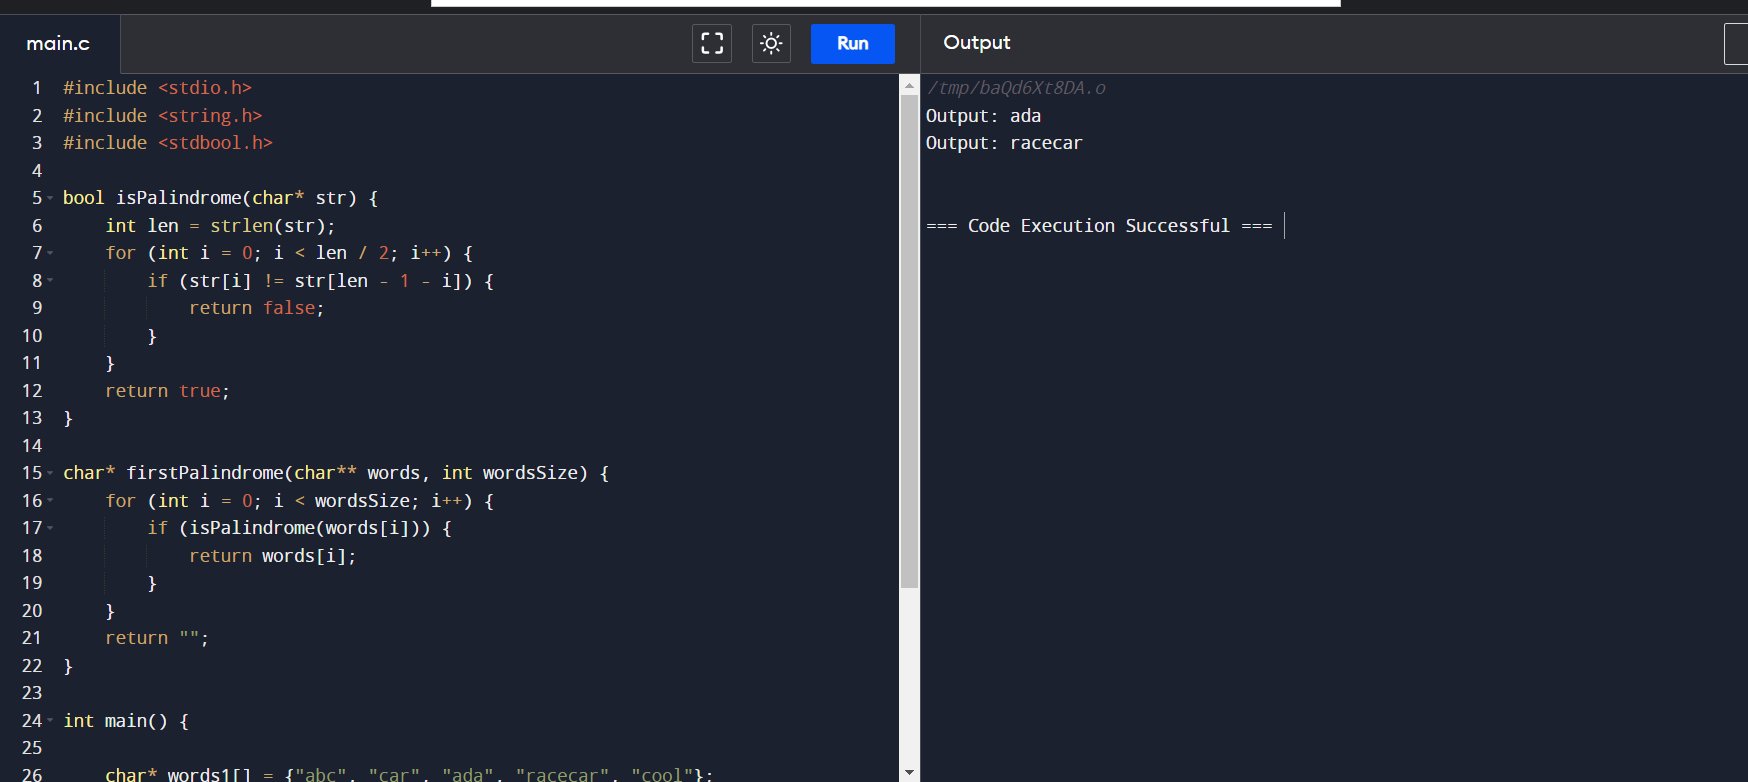 main.c
Run
Output
1 #include <stdio.h>
2 #include <string.h>
3 #include <stdbool.h>
4
5 bool isPalindrome(char* str) {
6     int len = strlen(str);
7     for (int i = 0; i < len / 2; i++) {
8         if (str[i] != str[len - 1 - i]) {
9             return false;
10         }
11     }
12     return true;
13 }
14
15 char* firstPalindrome(char** words, int wordsSize) {
16     for (int i = 0; i < wordsSize; i++) {
17         if (isPalindrome(words[i])) {
18             return words[i];
19         }
20     }
21     return "";
22 }
23
24 int main() {
25
26     char* words1[] = {"abc", "car", "ada", "racecar", "cool"};
/tmp/baQd6Xt8DA.o
Output: ada
Output: racecar
=== Code Execution Successful ===